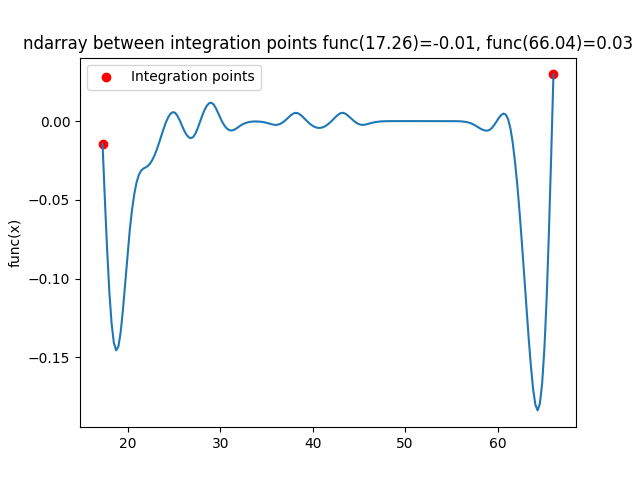 ndarray between integration points func(17.26)=-0.01, func(66.04)=0.03
Integration points
0.00
−0.05
−0.10
−0.15
func(x)
20 30 40 50 60